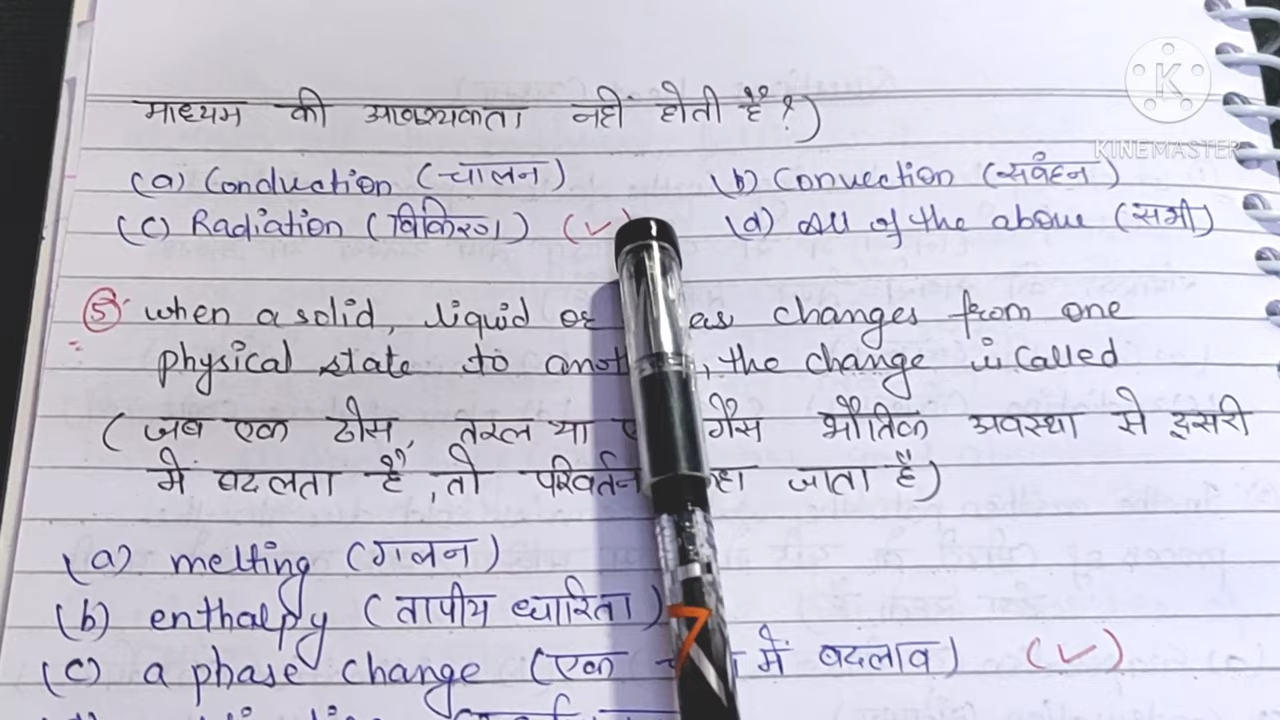 माध्यम की आवश्यकता नहीं होती है?)
K
KINEMASTER
(a) Conduction (चालन) (b) Convection (संवहन)
(c) Radiation (विकिरण) (✓) (d) All of the above (सभी)
5 when a solid, liquid or as changes from one
physical state to anot , the change is called
(जब एक ठोस, तरल या गैस भौतिक अवस्था से दूसरी
में बदलता है, तो परिवर्तन हा जाता है)
(a) melting (गलन)
(b) enthalpy (तापीय ध्यारिता)
(c) a phase change (एक में बदलाव) (✓)